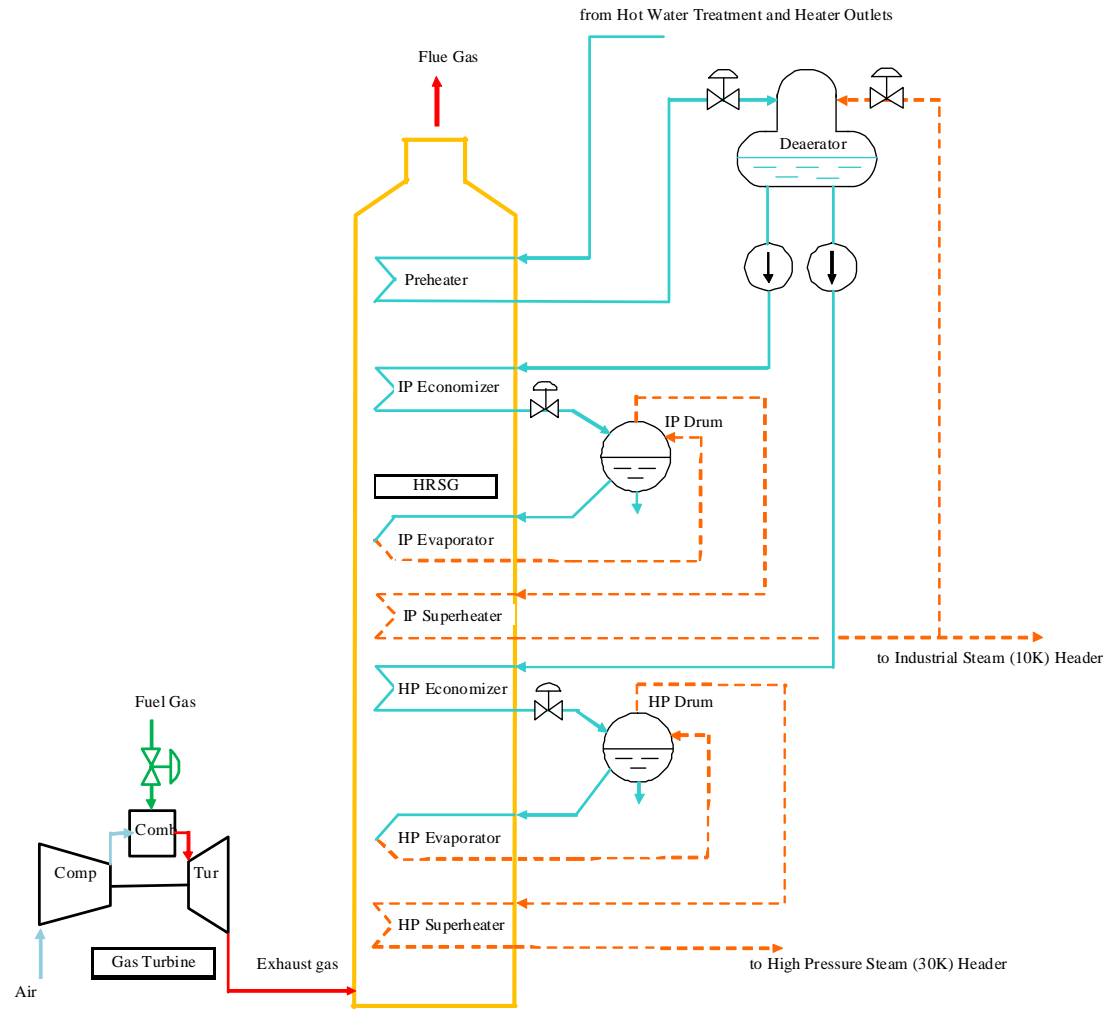 from Hot Water Treatment and Heater Outlets
Flue Gas
Deaerator
Preheater
IP Economizer
IP Drum
HRSG
IP Evaporator
IP Superheater
to Industrial Steam (10K) Header
HP Economizer
HP Drum
Fuel Gas
Comb
HP Evaporator
Comp
Tur
HP Superheater
Gas Turbine
Exhaust gas
to High Pressure Steam (30K) Header
Air